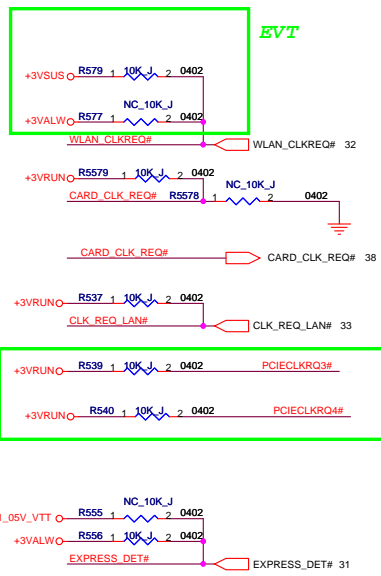 EVT
+3VSUS R579 1 10K_J 2 0402
NC_10K_J
+3VALW R577 1 2 0402
WLAN_CLKREQ# WLAN_CLKREQ# 32
+3VRUN R5579 1 10K_J 2 0402
NC_10K_J
CARD_CLK_REQ# R5578 1 2 0402
CARD_CLK_REQ# CARD_CLK_REQ# 38
+3VRUN R537 1 10K_J 2 0402
CLK_REQ_LAN# CLK_REQ_LAN# 33
+3VRUN R539 1 10K_J 2 0402 PCIECLKRQ3#
+3VRUN R540 1 10K_J 2 0402 PCIECLKRQ4#
NC_10K_J
_05V_VTT R555 1 2 0402
+3VALW R556 1 10K_J 2 0402
EXPRESS_DET# EXPRESS_DET# 31